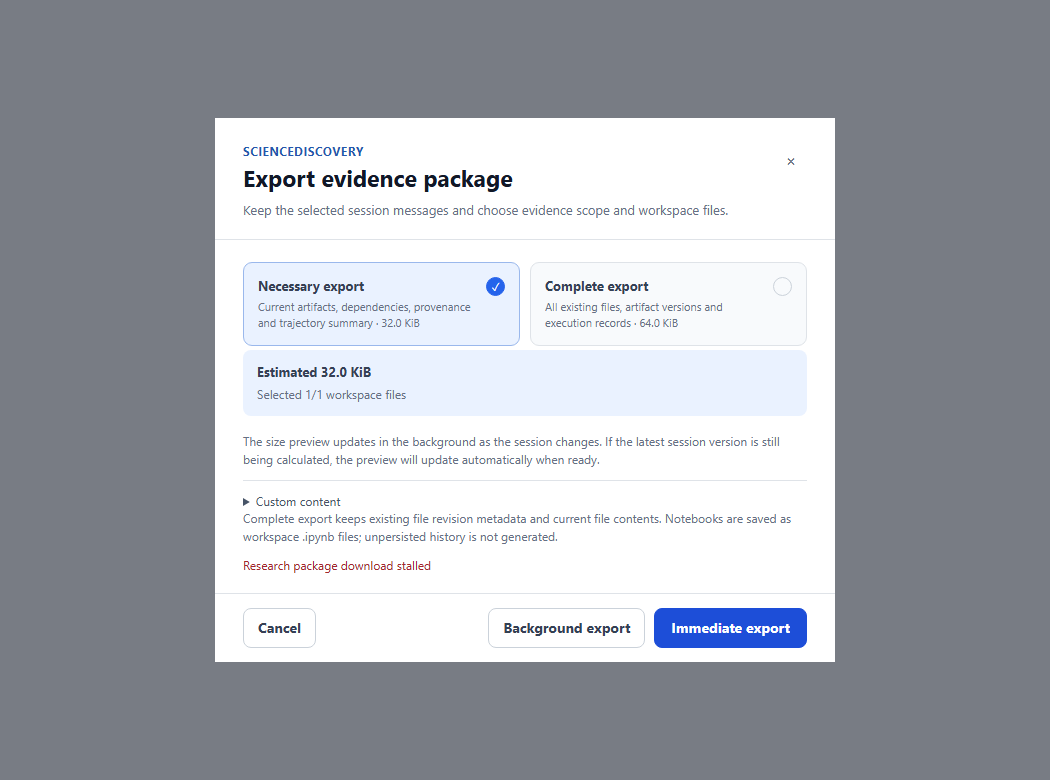 SCIENCEDISCOVERY
Export evidence package
×
Keep the selected session messages and choose evidence scope and workspace files.
Necessary export
Current artifacts, dependencies, provenance
and trajectory summary · 32.0 KiB
Complete export
All existing files, artifact versions and
execution records · 64.0 KiB
Estimated 32.0 KiB
Selected 1/1 workspace files
The size preview updates in the background as the session changes. If the latest session version is still
being calculated, the preview will update automatically when ready.
Custom content
Complete export keeps existing file revision metadata and current file contents. Notebooks are saved as
workspace .ipynb files; unpersisted history is not generated.
Research package download stalled
Cancel
Background export
Immediate export